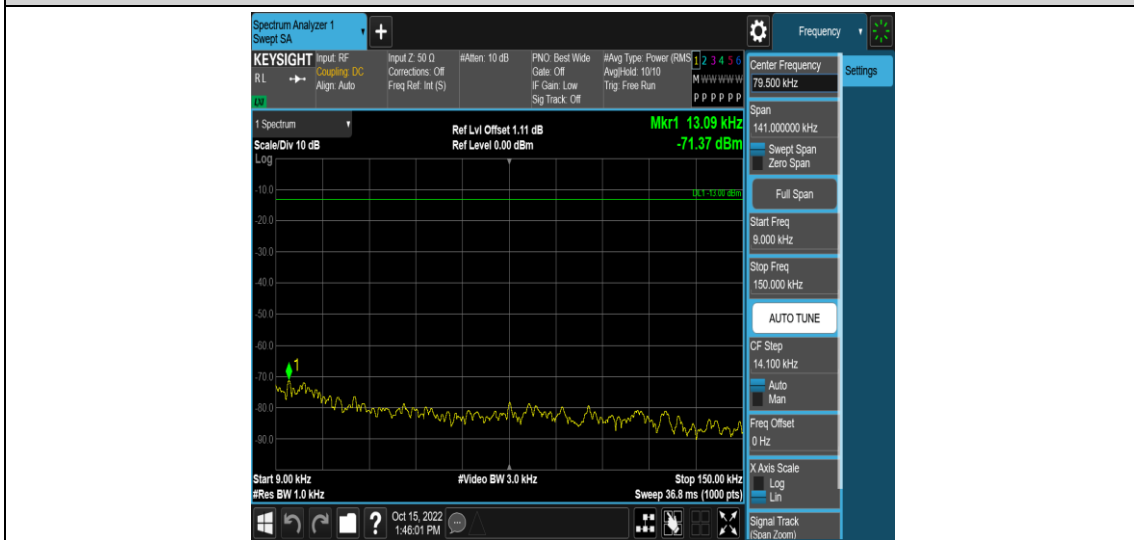 Spectrum Analyzer 1
Swept SA
+
Frequency
KEYSIGHT
RL
LXI
Input: RF
Coupling: DC
Align: Auto
Input Z: 50 Ω
Corrections: Off
Freq Ref: Int (S)
#Atten: 10 dB
PNO: Best Wide
Gate: Off
IF Gain: Low
Sig Track: Off
#Avg Type: Power (RMS
Avg|Hold: 10/10
Trig: Free Run
1 2 3 4 5 6
M W W W W W
P P P P P P
1 Spectrum
Scale/Div 10 dB
Ref Lvl Offset 1.11 dB
Ref Level 0.00 dBm
Mkr1 13.09 kHz
-71.37 dBm
Log
DL1 -13.00 dBm
-10.0
-20.0
-30.0
-40.0
-50.0
-60.0
-70.0
-80.0
-90.0
1
Start 9.00 kHz
#Res BW 1.0 kHz
#Video BW 3.0 kHz
Stop 150.00 kHz
Sweep 36.8 ms (1000 pts)
Center Frequency
79.500 kHz
Settings
Span
141.000000 kHz
Swept Span
Zero Span
Full Span
Start Freq
9.000 kHz
Stop Freq
150.000 kHz
AUTO TUNE
CF Step
14.100 kHz
Auto
Man
Freq Offset
0 Hz
X Axis Scale
Log
Lin
Signal Track
(Span Zoom)
?
Oct 15, 2022
1:46:01 PM